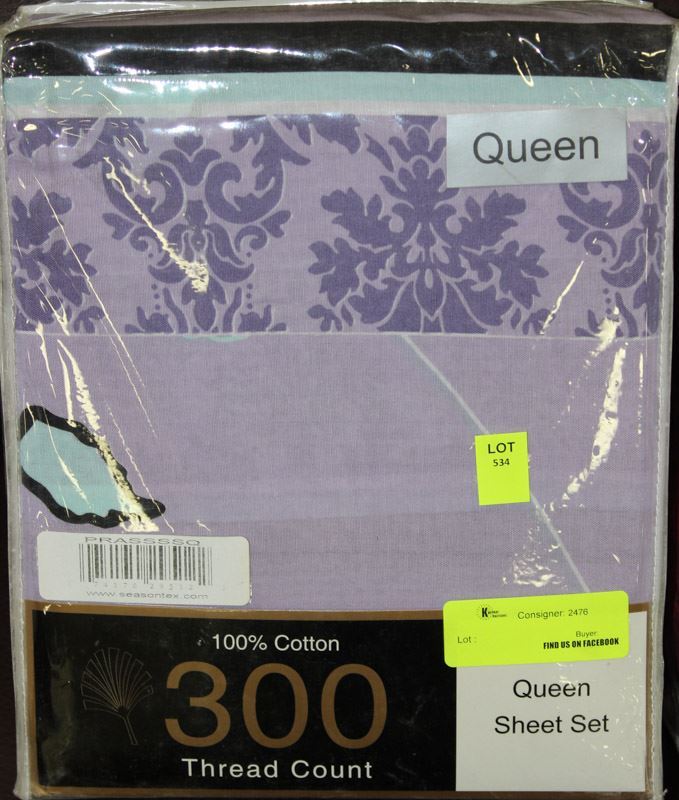 Queen
LOT
534
PRASSSSQ
www.seasontex.com
Consigner: 2476
Lot :
Buyer:
FIND US ON FACEBOOK
100% Cotton
300
Thread Count
Queen
Sheet Set